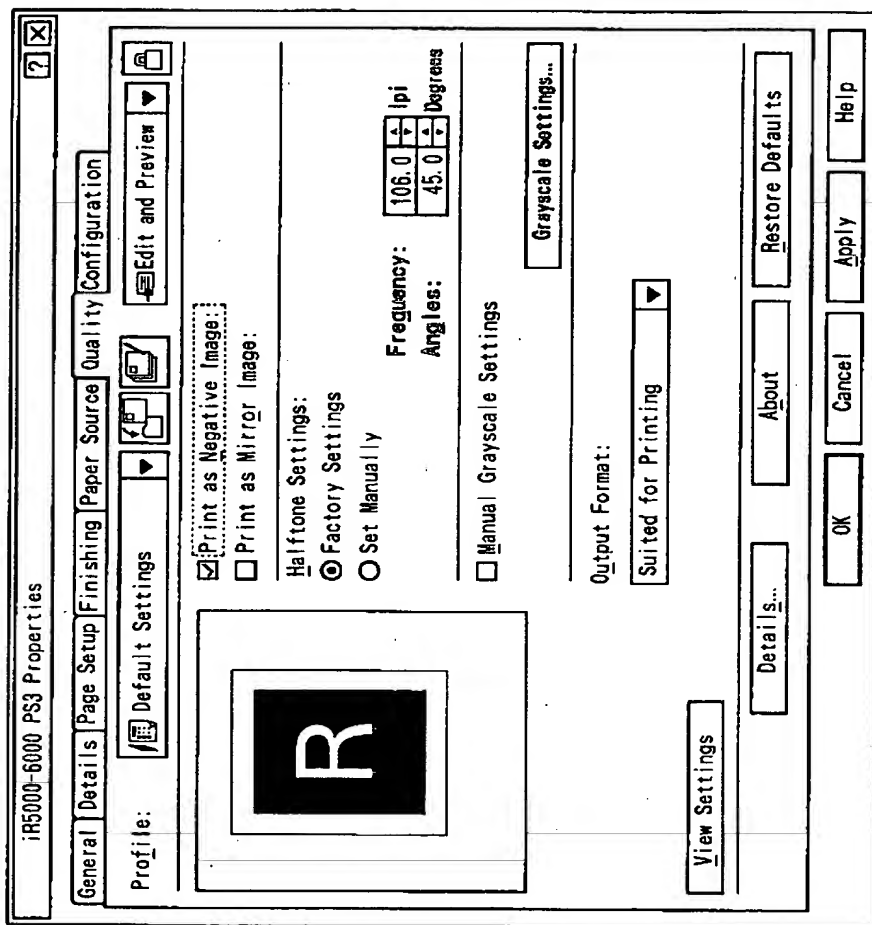 iR5000-6000 PS3 Properties
? X
General Details Page Setup Finishing Paper Source Quality Configuration
Profile: Default Settings Edit and Preview
Print as Negative Image:
Print as Mirror Image:
Halftone Settings:
Factory Settings
Set Manually
Frequency: 106.0 lpi
Angles: 45.0 Degrees
Manual Grayscale Settings
Grayscale Settings...
Output Format:
Suited for Printing
R
View Settings
Details... About Restore Defaults
OK Cancel Apply Help